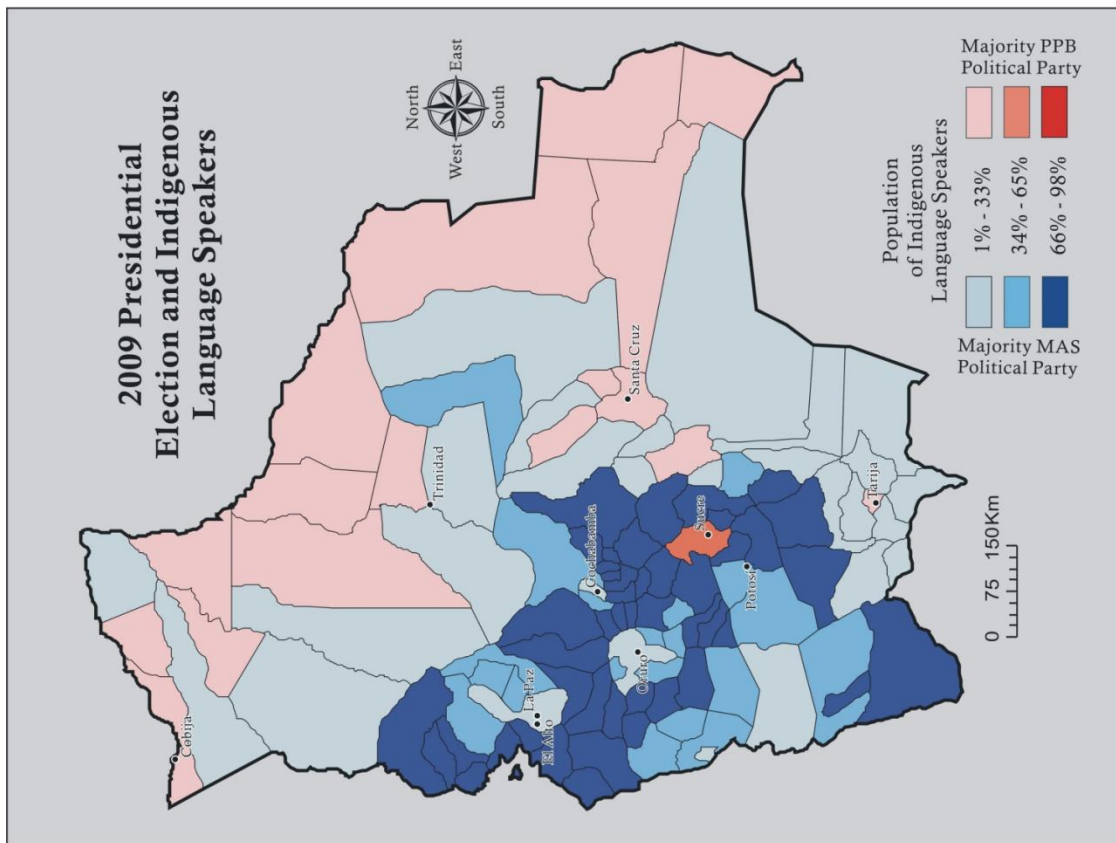 2009 Presidential
Election and Indigenous
Language Speakers
North
West
East
South
Cobija
Trinidad
La Paz
El Alto
Cochabamba
Santa Cruz
Oruro
Sucre
Potosí
Tarija
0 75 150Km
Population
of Indigenous
Language Speakers
Majority MAS
Political Party
1% - 33%
34% - 65%
66% - 98%
Majority PPB
Political Party